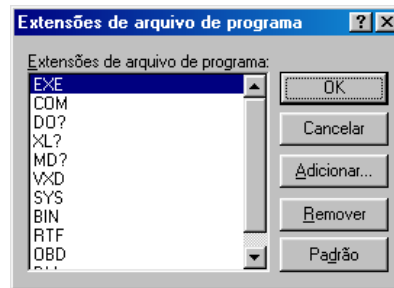 Extensões de arquivo de programa
Extensões de arquivo de programa:
EXE
COM
DO?
XL?
MD?
VXD
SYS
BIN
RTF
OBD
OK
Cancelar
Adicionar...
Remover
Padrão